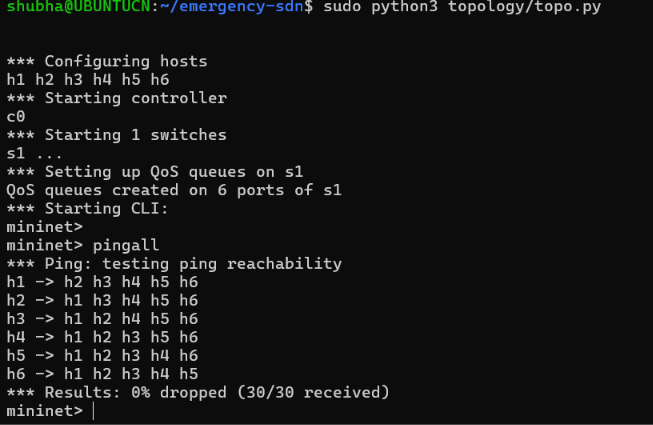 shubha@UBUNTUCN:~/emergency-sdn$ sudo python3 topology/topo.py
*** Configuring hosts
h1 h2 h3 h4 h5 h6
*** Starting controller
c0
*** Starting 1 switches
s1 ...
*** Setting up QoS queues on s1
QoS queues created on 6 ports of s1
*** Starting CLI:
mininet>
mininet> pingall
*** Ping: testing ping reachability
h1 -> h2 h3 h4 h5 h6
h2 -> h1 h3 h4 h5 h6
h3 -> h1 h2 h4 h5 h6
h4 -> h1 h2 h3 h5 h6
h5 -> h1 h2 h3 h4 h6
h6 -> h1 h2 h3 h4 h5
*** Results: 0% dropped (30/30 received)
mininet>